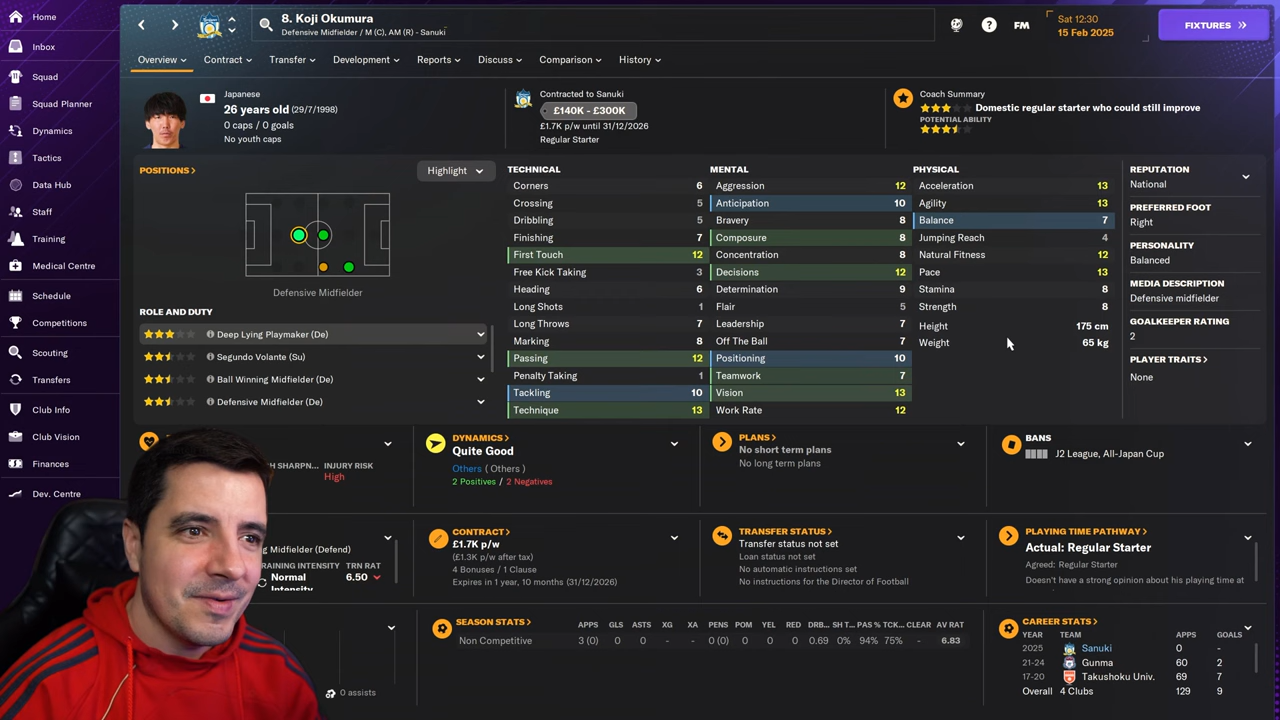 Home
Inbox
Squad
Squad Planner
Dynamics
Tactics
Data Hub
Staff
Training
Medical Centre
Schedule
Competitions
Scouting
Transfers
Club Info
Club Vision
Finances
Dev. Centre
8. Koji Okumura
Defensive Midfielder / M (C), AM (R) - Sanuki
FM
Sat 12:30
15 Feb 2025
FIXTURES
Overview
Contract
Transfer
Development
Reports
Discuss
Comparison
History
Japanese
26 years old (29/7/1998)
0 caps / 0 goals
No youth caps
Contracted to Sanuki
£140K - £300K
£1.7K p/w until 31/12/2026
Regular Starter
Coach Summary
Domestic regular starter who could still improve
POTENTIAL ABILITY
POSITIONS
Highlight
Defensive Midfielder
ROLE AND DUTY
Deep Lying Playmaker (De)
Segundo Volante (Su)
Ball Winning Midfielder (De)
Defensive Midfielder (De)
TECHNICAL
Corners 6
Crossing 5
Dribbling 5
Finishing 7
First Touch 12
Free Kick Taking 3
Heading 6
Long Shots 1
Long Throws 7
Marking 8
Passing 12
Penalty Taking 1
Tackling 10
Technique 13
MENTAL
Aggression 12
Anticipation 10
Bravery 8
Composure 8
Concentration 8
Decisions 12
Determination 9
Flair 5
Leadership 7
Off The Ball 7
Positioning 10
Teamwork 7
Vision 13
Work Rate 12
PHYSICAL
Acceleration 13
Agility 13
Balance 7
Jumping Reach 4
Natural Fitness 12
Pace 13
Stamina 8
Strength 8
Height 175 cm
Weight 65 kg
REPUTATION
National
PREFERRED FOOT
Right
PERSONALITY
Balanced
MEDIA DESCRIPTION
Defensive midfielder
GOALKEEPER RATING
2
PLAYER TRAITS
None
INJURY RISK
High
DYNAMICS
Quite Good
Others ( Others )
2 Positives / 2 Negatives
PLANS
No short term plans
No long term plans
BANS
J2 League, All-Japan Cup
Midfielder (Defend)
INTENSITY TRN RAT
Normal 6.50
Intensity
CONTRACT
£1.7K p/w
(£1.3K p/w after tax)
4 Bonuses / 1 Clause
Expires in 1 year, 10 months (31/12/2026)
TRANSFER STATUS
Transfer status not set
Loan status not set
No automatic instructions set
No instructions for the Director of Football
PLAYING TIME PATHWAY
Actual: Regular Starter
Agreed: Regular Starter
Doesn't have a strong opinion about his playing time at
0 assists
SEASON STATS APPS GLS ASTS XG XA PENS POM YEL RED DRB... SH T... PAS % TCK... CLEAR AV RAT
Non Competitive 3 (0) 0 0 - - 0 (0) 0 0 0 0.69 0% 94% 75% - 6.83
CAREER STATS
YEAR TEAM APPS GOALS
2025 Sanuki 0 -
21-24 Gunma 60 2
17-20 Takushoku Univ. 69 7
Overall 4 Clubs 129 9